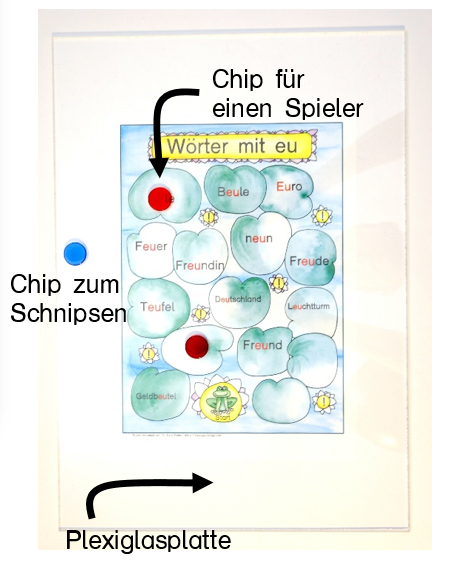 Chip für
einen Spieler
Wörter mit eu
Beule
Euro
Feuer
neun
Freundin
Freude
Chip zum
Schnipsen
Teufel
Deutschland
Leuchtturm
Freund
Geldbeutel
Start
Plexiglasplatte